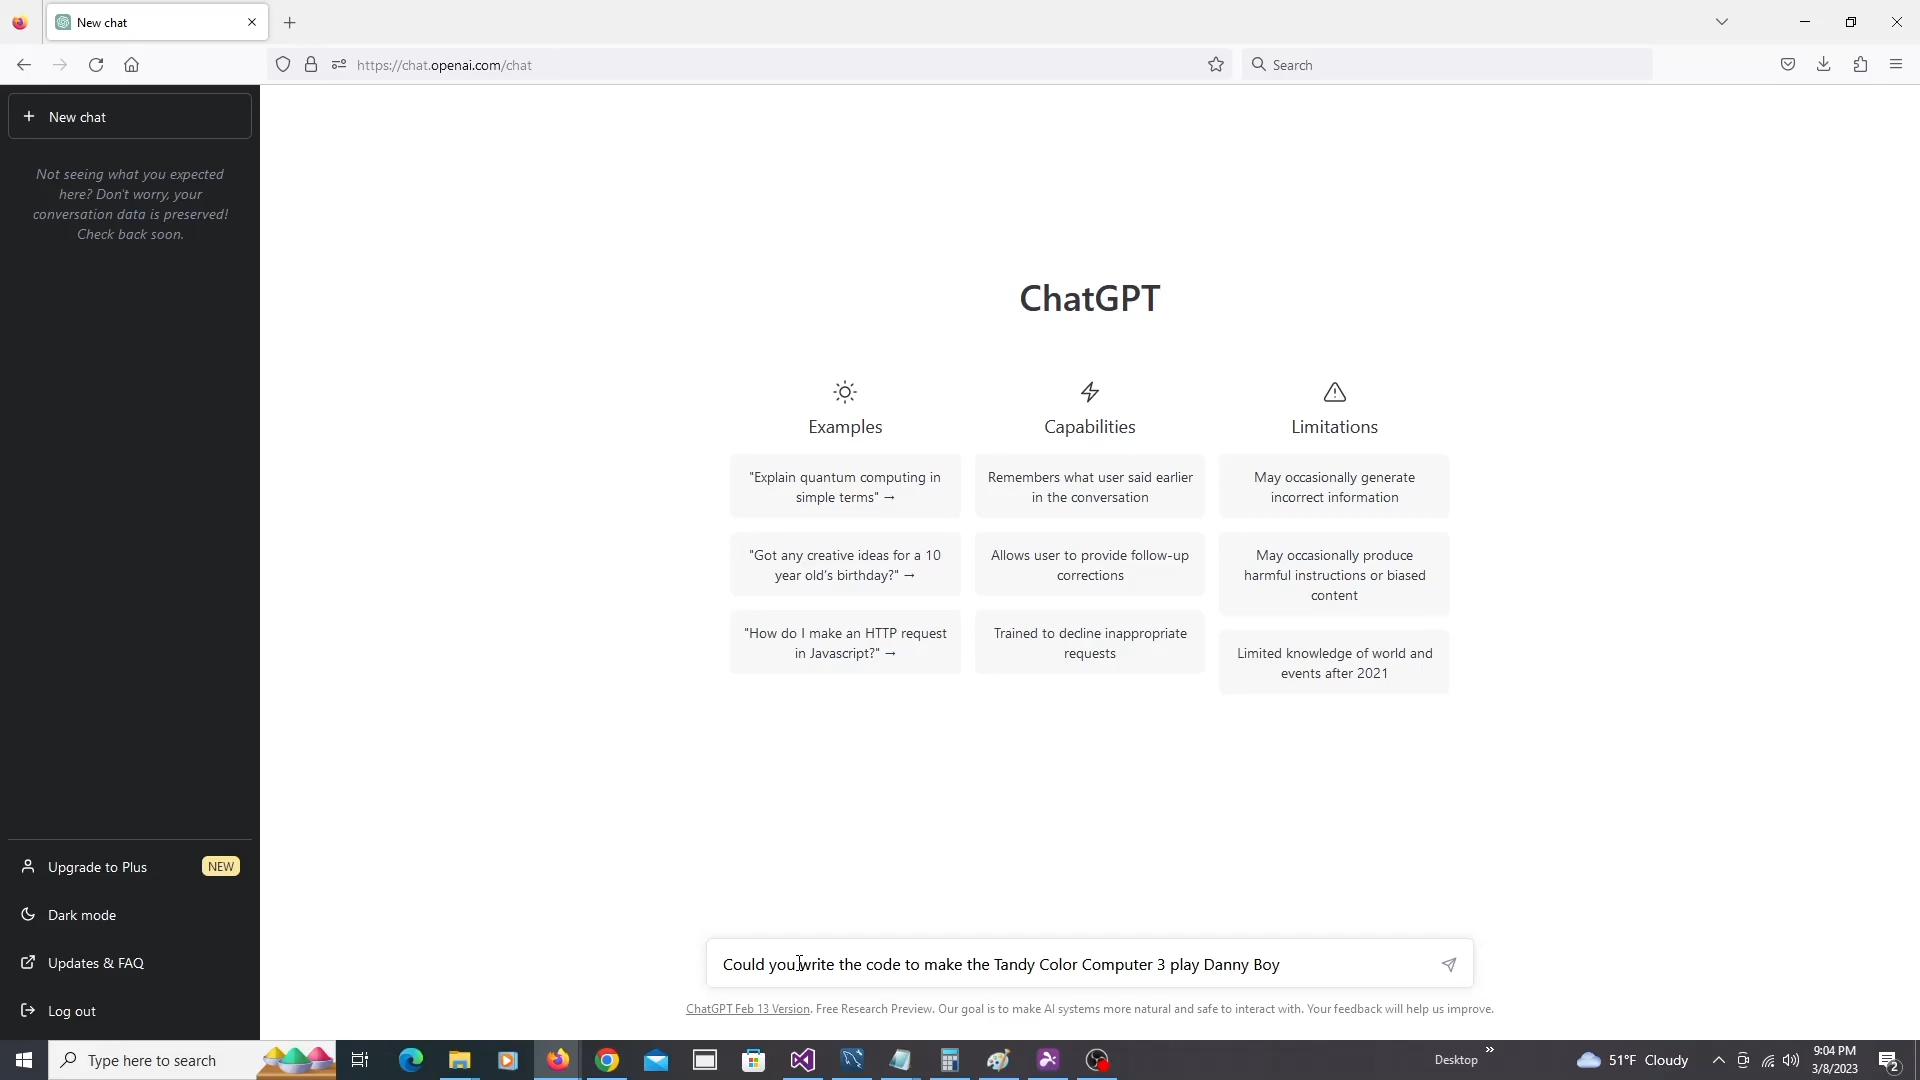 New chat
https://chat.openai.com/chat
Search
New chat
Not seeing what you expected
here? Don't worry, your
conversation data is preserved!
Check back soon.
ChatGPT
Examples
Capabilities
Limitations
"Explain quantum computing in
simple terms" →
Remembers what user said earlier
in the conversation
May occasionally generate
incorrect information
"Got any creative ideas for a 10
year old's birthday?" →
Allows user to provide follow-up
corrections
May occasionally produce
harmful instructions or biased
content
"How do I make an HTTP request
in Javascript?" →
Trained to decline inappropriate
requests
Limited knowledge of world and
events after 2021
Upgrade to Plus
NEW
Dark mode
Updates & FAQ
Log out
Could you write the code to make the Tandy Color Computer 3 play Danny Boy
ChatGPT Feb 13 Version. Free Research Preview. Our goal is to make AI systems more natural and safe to interact with. Your feedback will help us improve.
Type here to search
Desktop
»
51°F Cloudy
9:04 PM
3/8/2023
2